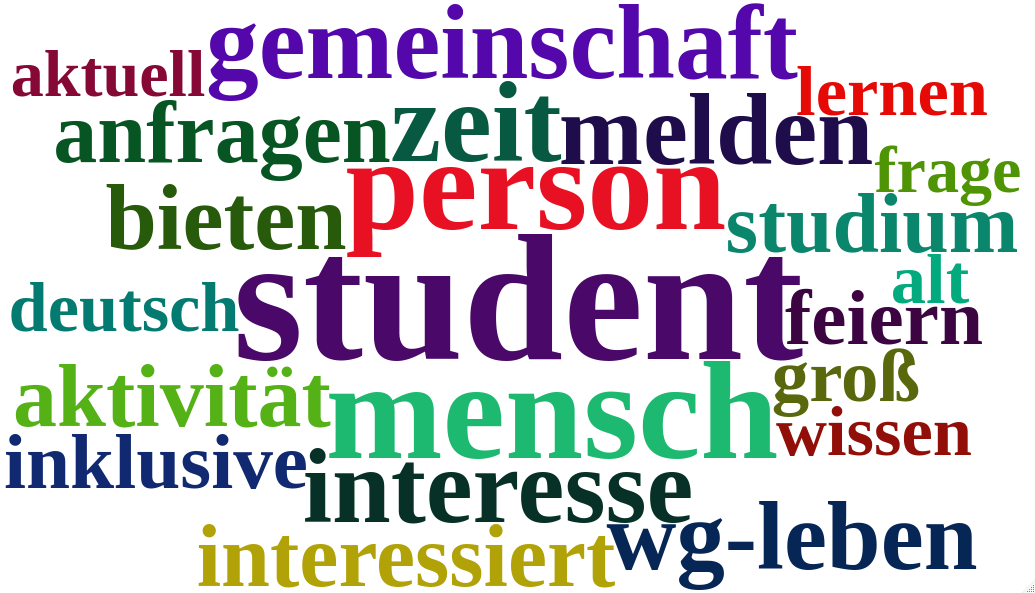 gemeinschaft
aktuell
lernen
anfragen
zeit
melden
frage
person
bieten
studium
alt
student
deutsch
feiern
groß
aktivität
mensch
wissen
inklusive
interesse
wg-leben
interessiert